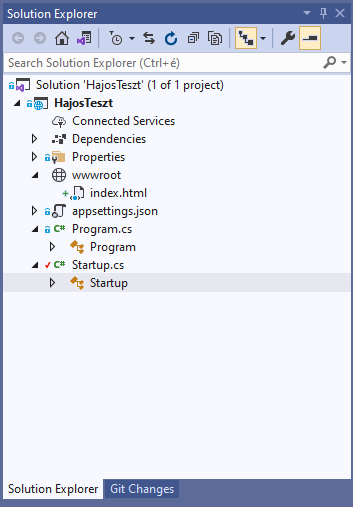 Solution Explorer
Search Solution Explorer (Ctrl+é)
Solution 'HajosTeszt' (1 of 1 project)
HajosTeszt
Connected Services
Dependencies
Properties
wwwroot
index.html
appsettings.json
C# Program.cs
Program
C# Startup.cs
Startup
Solution Explorer Git Changes